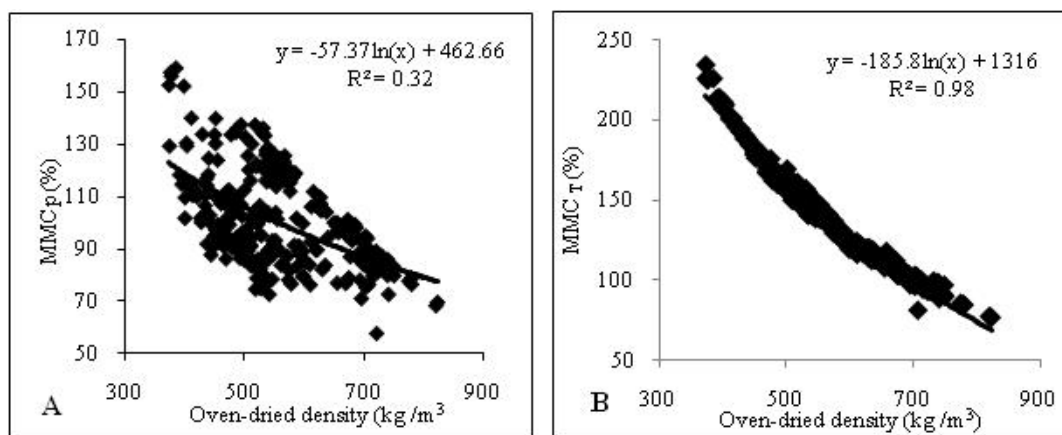 y = -57.37ln(x) + 462.66
R² = 0.32
MMCP (%)
170
150
130
110
90
70
50
300 500 700 900
A
Oven-dried density (kg /m³
y = -185.8ln(x) + 1316
R² = 0.98
MMC T (%)
250
200
150
100
50
300 500 700 900
B
Oven-dried density (kg /m³)